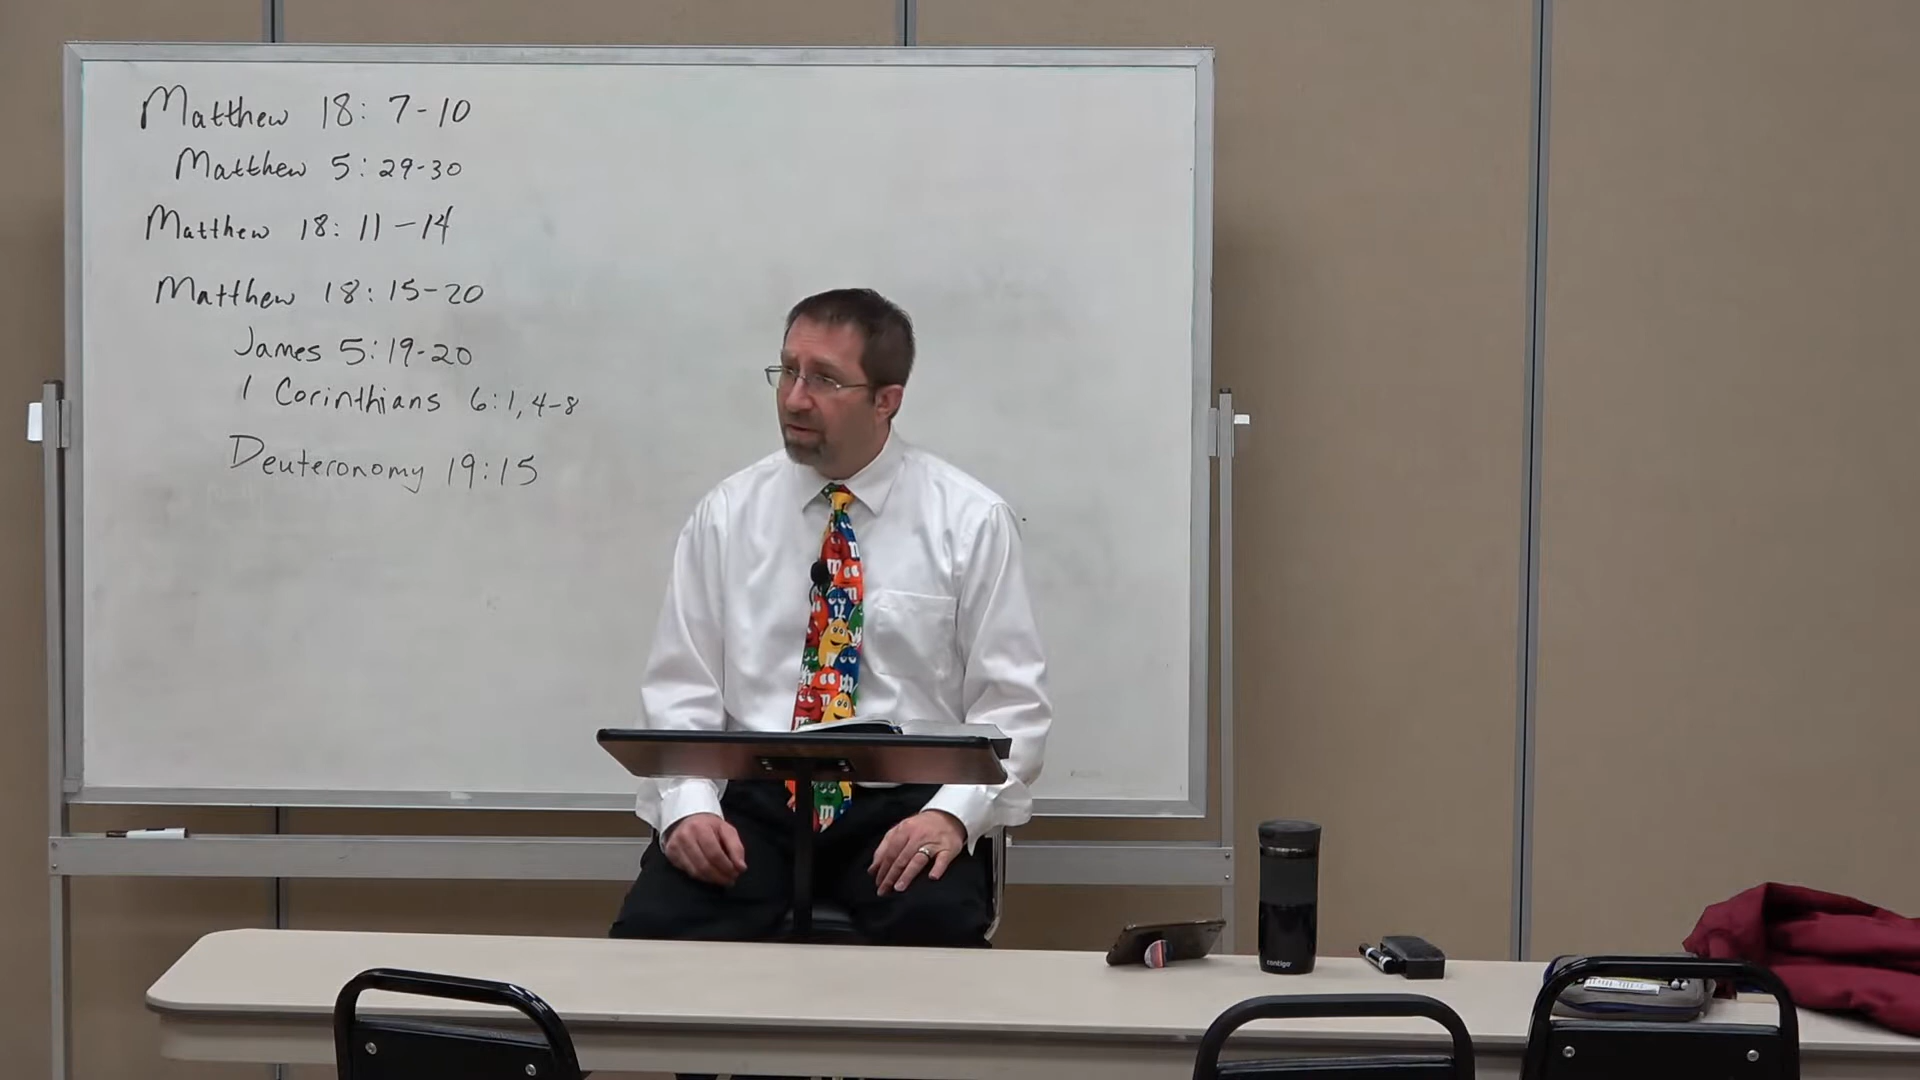 Matthew 18: 7-10
Matthew 5: 29-30
Matthew 18: 11-14
Matthew 18: 15-20
James 5:19-20
1 Corinthians 6:1, 4-8
Deuteronomy 19:15
m
m
m
m
m
m
m
m
contigo